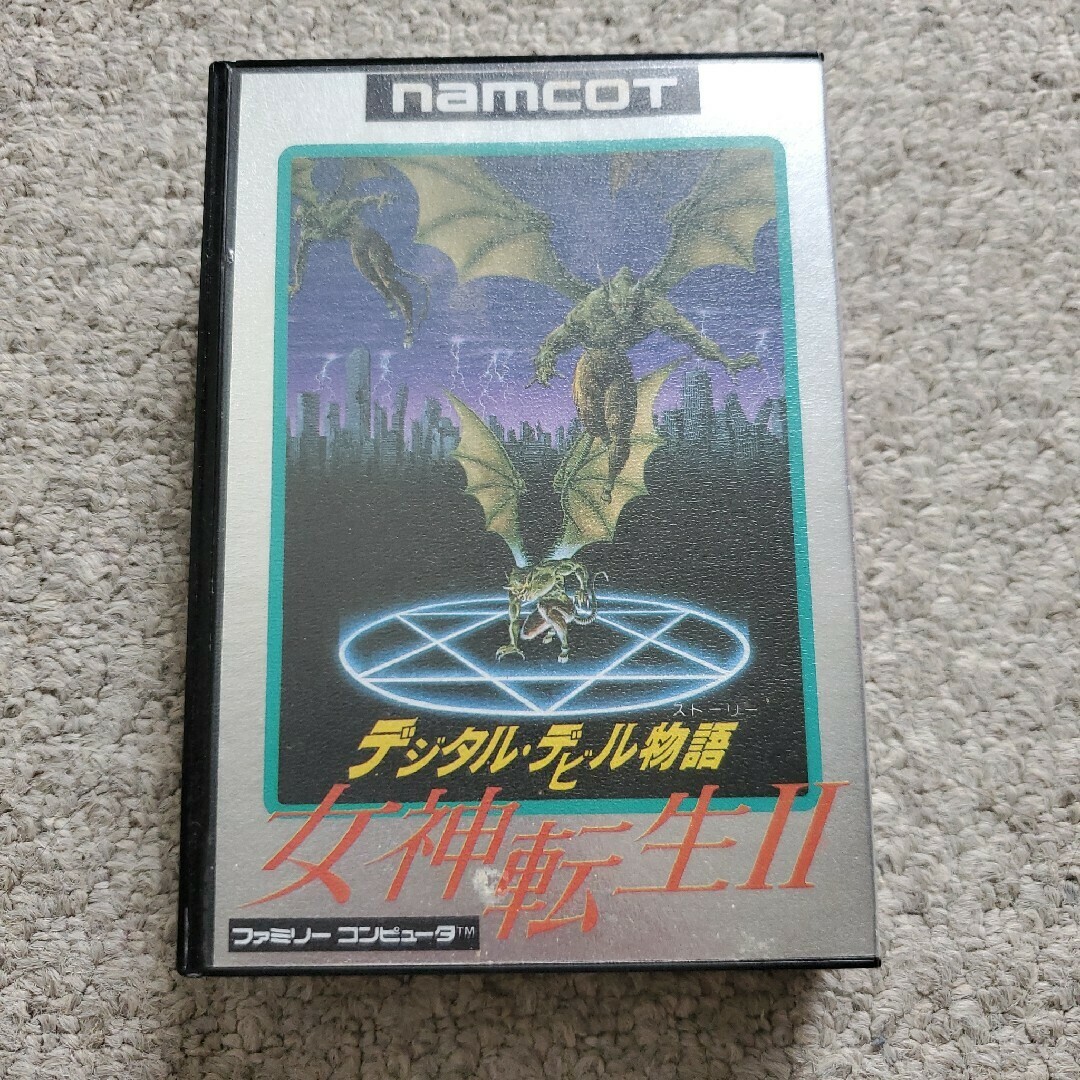 namcot
ストーリー
デジタル・デビル物語
女神転生II
ファミリーコンピュータ™